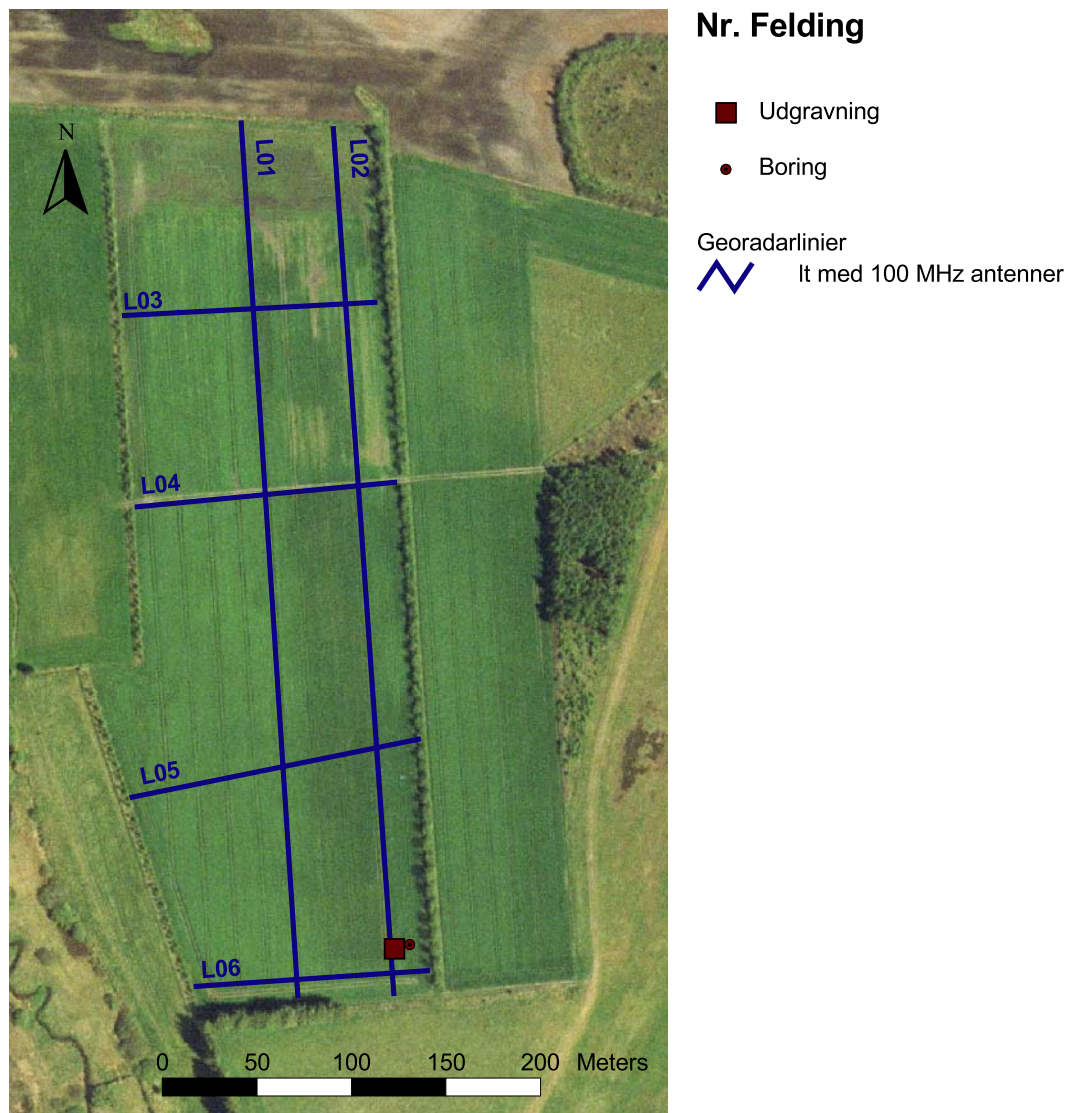 Nr. Felding
Udgravning
Boring
Georadarlinier
lt med 100 MHz antenner
N
L01
L02
L03
L04
L05
L06
0 50 100 150 200 Meters